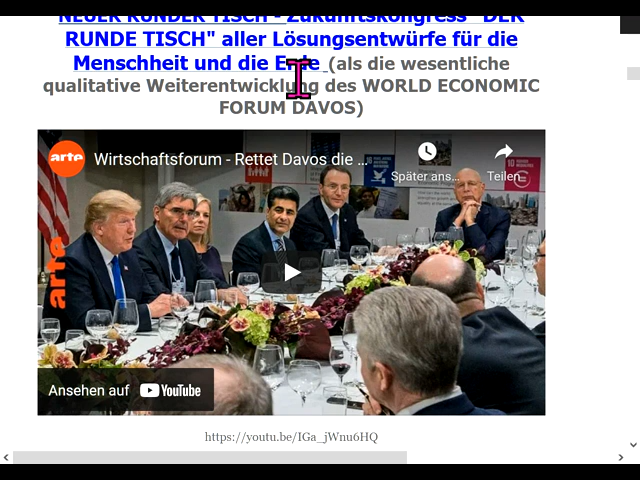 NEUER RUNDER TISCH - Zukunftskongress "DER
RUNDE TISCH" aller Lösungsentwürfe für die
Menschheit und die Erde (als die wesentliche
qualitative Weiterentwicklung des WORLD ECONOMIC
FORUM DAVOS)
arte
Wirtschaftsforum - Rettet Davos die ...
Später ans...
Teilen
arte
Ansehen auf YouTube
https://youtu.be/IGa_jWnu6HQ